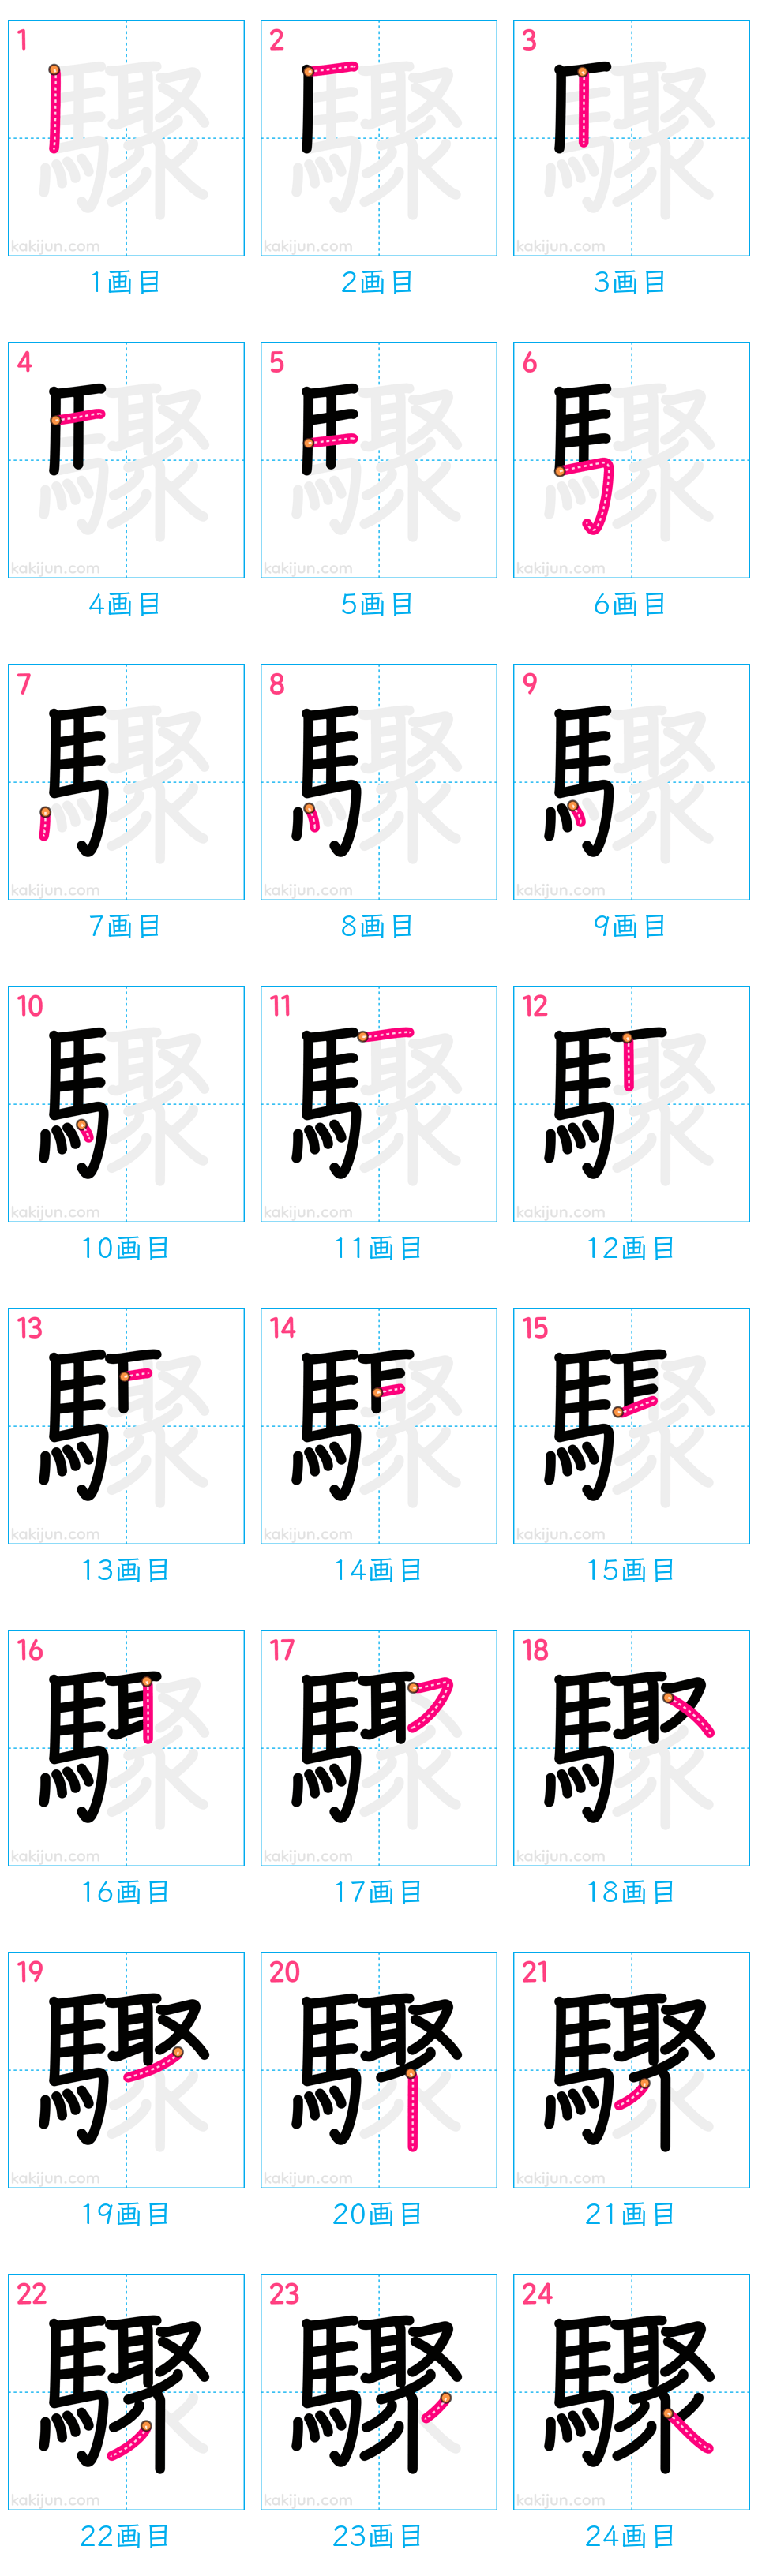 1 2 3
kakijun.com kakijun.com kakijun.com
1画目 2画目 3画目
4 5 6
kakijun.com kakijun.com kakijun.com
4画目 5画目 6画目
7 8 9
kakijun.com kakijun.com kakijun.com
7画目 8画目 9画目
10 11 12
kakijun.com kakijun.com kakijun.com
10画目 11画目 12画目
13 14 15
kakijun.com kakijun.com kakijun.com
13画目 14画目 15画目
16 17 18
kakijun.com kakijun.com kakijun.com
16画目 17画目 18画目
19 20 21
kakijun.com kakijun.com kakijun.com
19画目 20画目 21画目
22 23 24
驟
kakijun.com kakijun.com kakijun.com
22画目 23画目 24画目